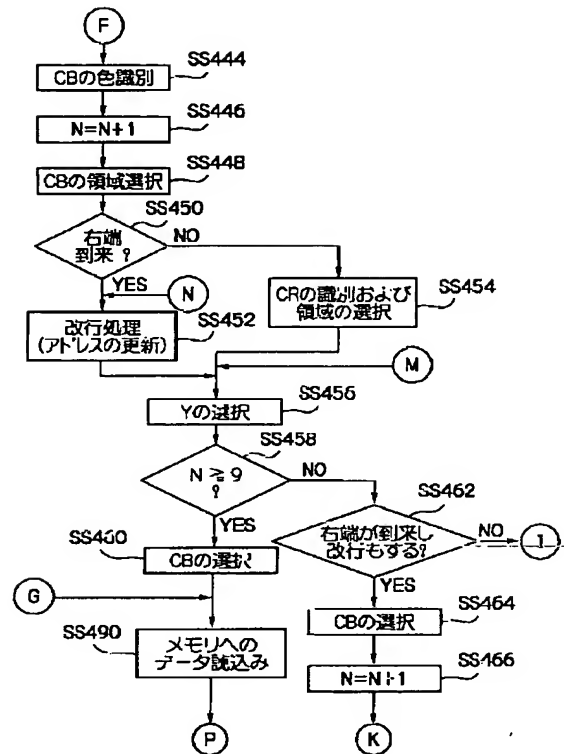 F
SS444
CBの色識別
SS446
N=N+1
SS448
CBの領域選択
SS450
右端
到来 ?
NO
YES
N
SS454
CRの識別および
領域の選択
改行処理
(アドレスの更新)
SS452
M
SS456
Yの選択
SS458
N ≧ 9
?
NO
YES
SS462
右端が到来し
改行もする?
NO
SS460
CBの選択
YES
G
SS464
CBの選択
SS490
メモリへの
データ読込み
SS466
N=N+1
P
K